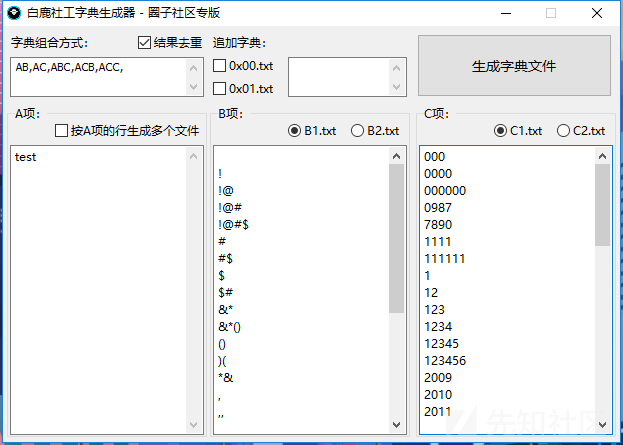 白鹿社工字典生成器 - 圈子社区专版
字典组合方式:
结果去重
追加字典:
AB,AC,ABC,ACB,ACC,
0x00.txt
0x01.txt
生成字典文件
A项:
按A项的行生成多个文件
test
B项:
B1.txt
B2.txt
!
!@
!@#
!@#$
#
#$
$
$#
&*
&*()
()
)(
*&
,
,,
C项:
C1.txt
C2.txt
000
0000
000000
0987
7890
1111
111111
1
12
123
1234
12345
123456
2009
2010
2011
先知社区